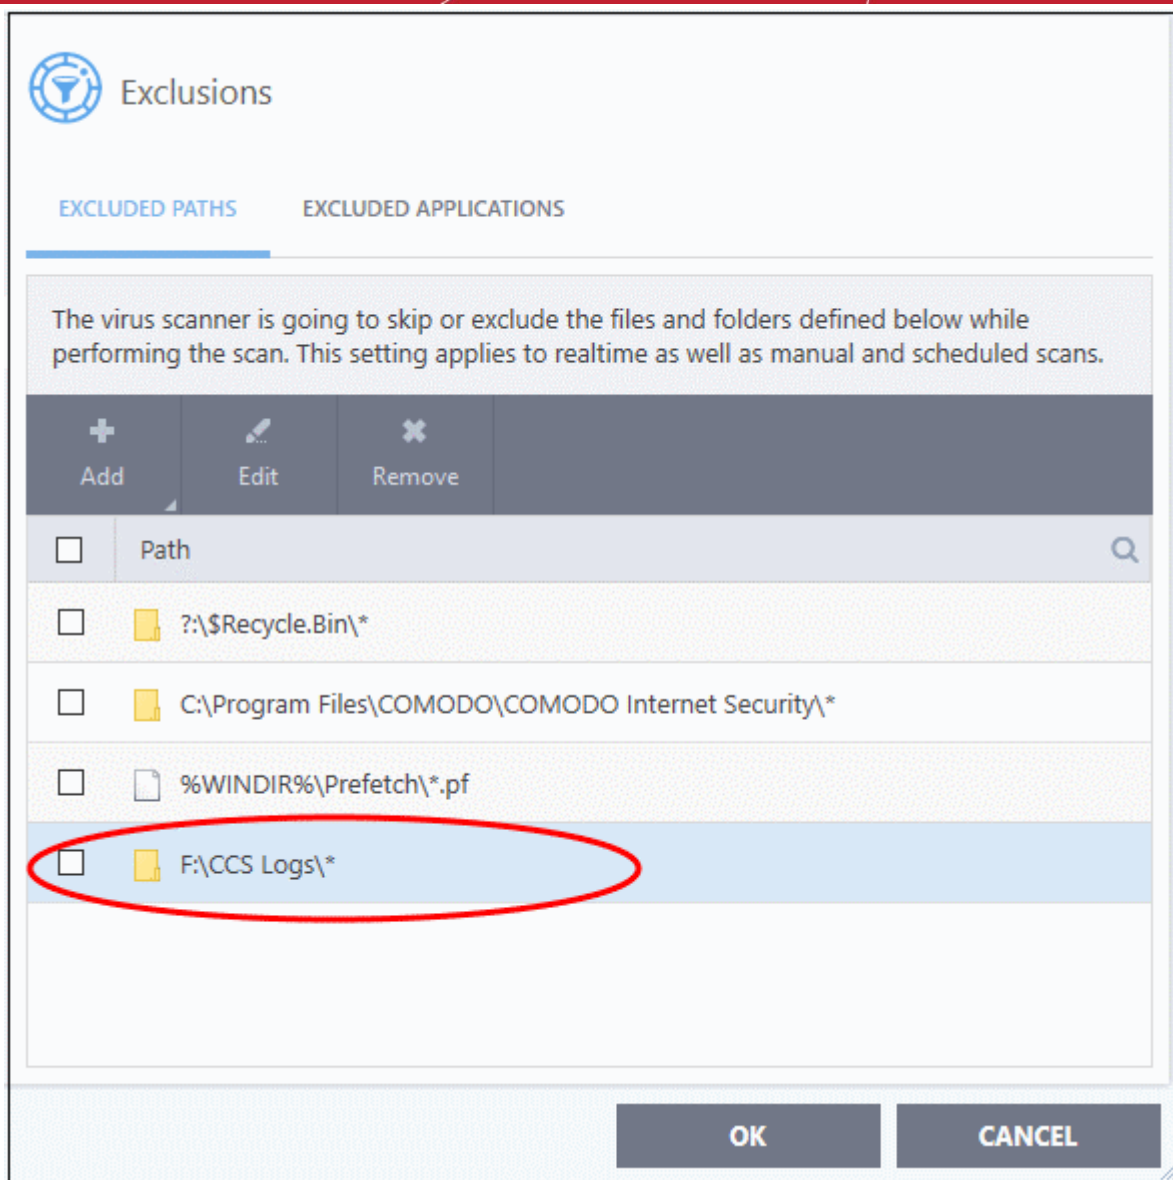 Exclusions
EXCLUDED PATHS EXCLUDED APPLICATIONS
The virus scanner is going to skip or exclude the files and folders defined below while
performing the scan. This setting applies to realtime as well as manual and scheduled scans.
Add Edit Remove
Path
?:\$Recycle.Bin\*
C:\Program Files\COMODO\COMODO Internet Security\*
%WINDIR%\Prefetch\*.pf
F:\CCS Logs\*
OK CANCEL